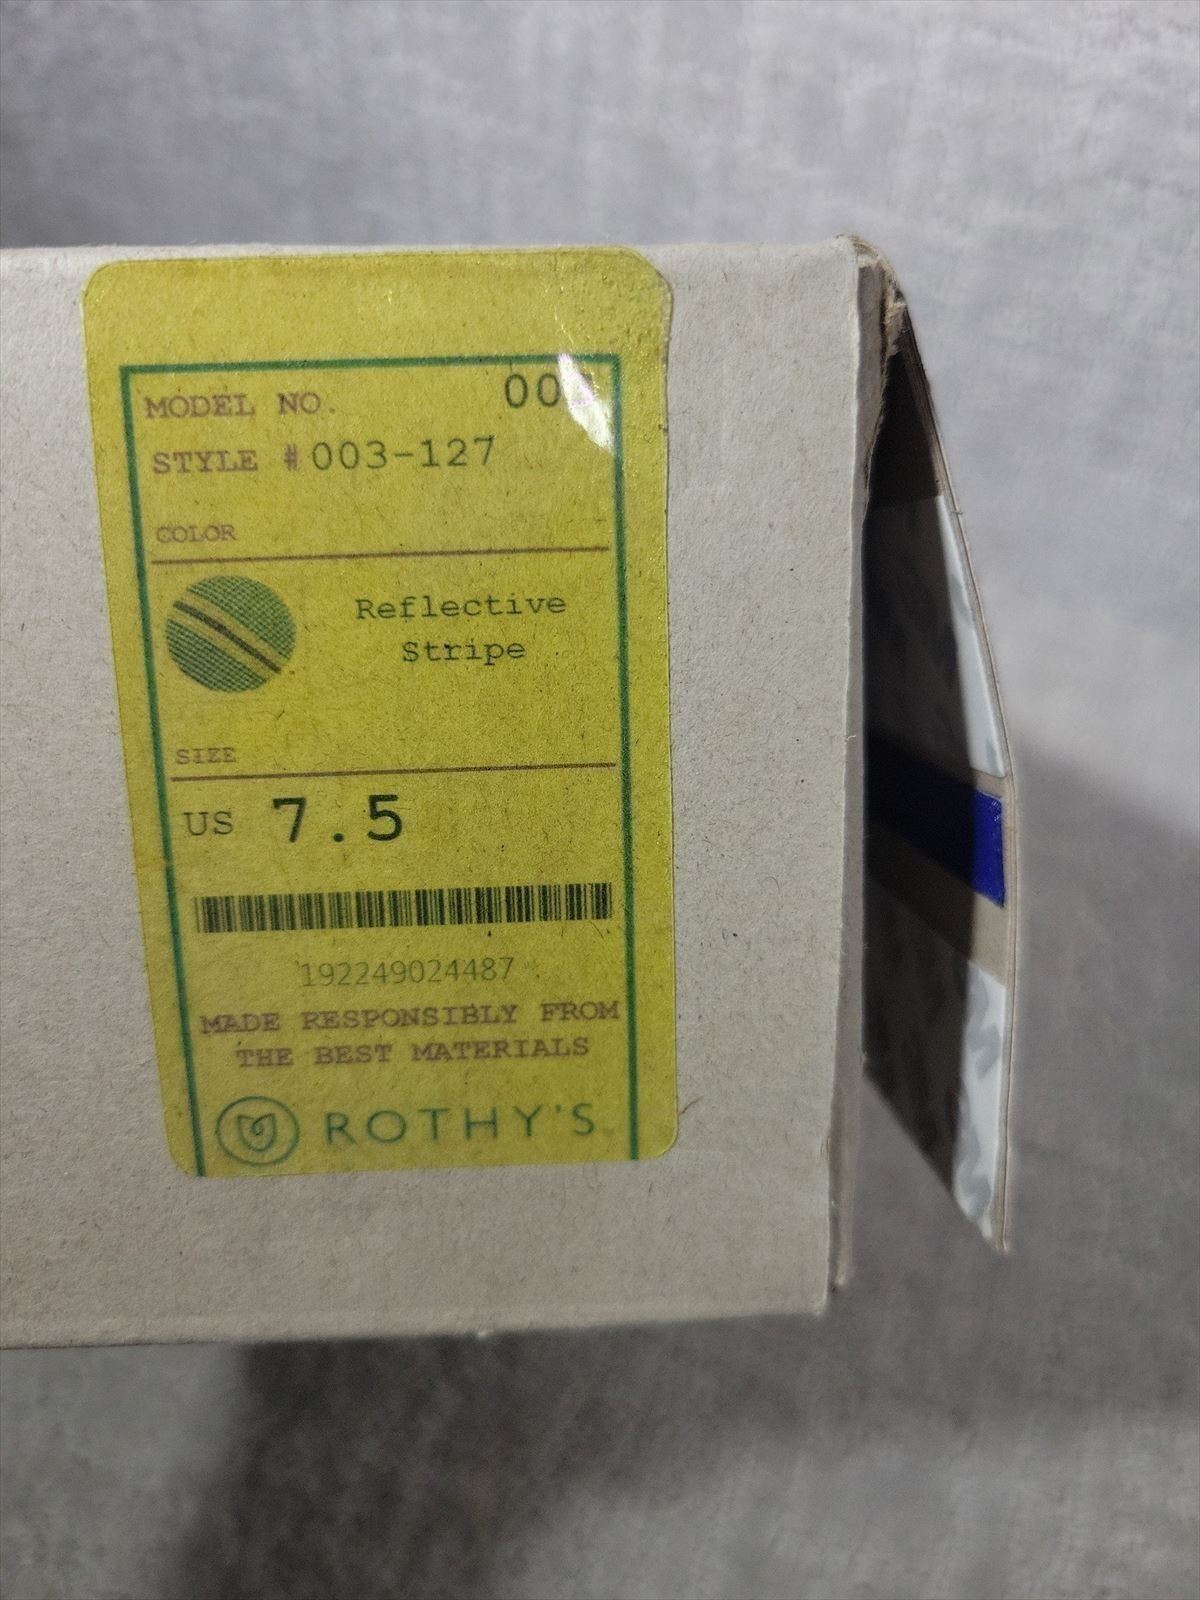 MODEL NO.
STYLE # 003-127
COLOR
Reflective
Stripe
SIZE
US 7.5
192249024487
MADE RESPONSIBLY FROM
THE BEST MATERIALS
ROTHY'S